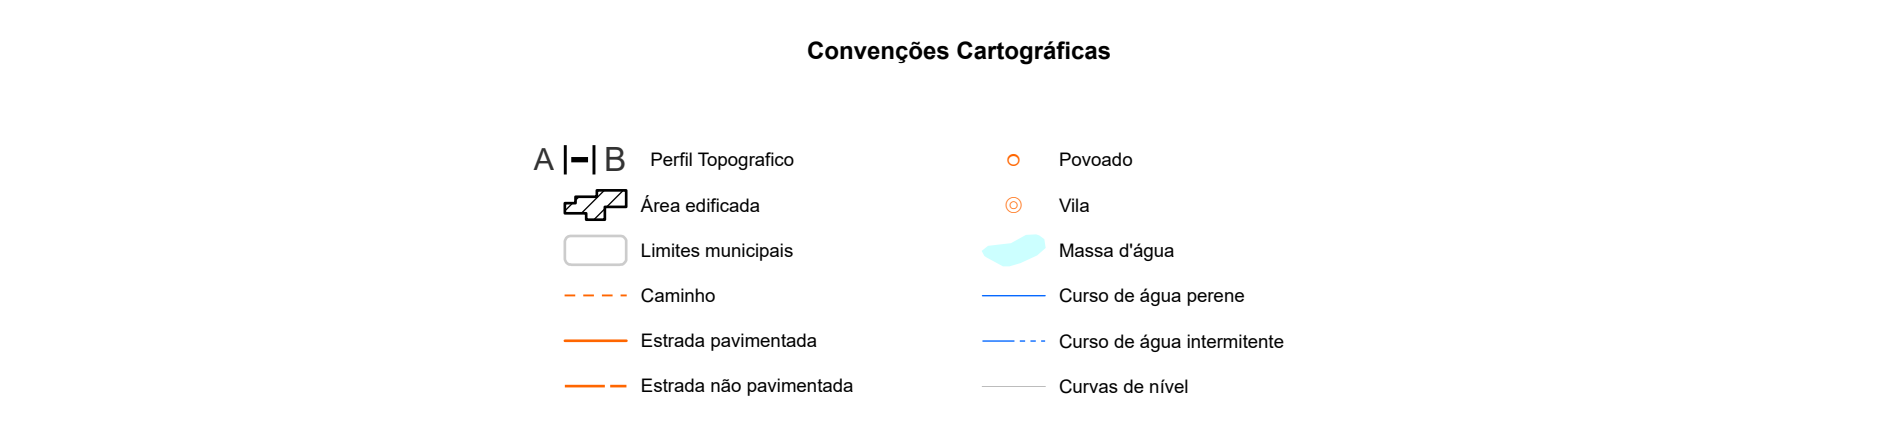 Convenções Cartográficas
A B Perfil Topografico
Área edificada
Limites municipais
Caminho
Estrada pavimentada
Estrada não pavimentada
Povoado
Vila
Massa d'água
Curso de água perene
Curso de água intermitente
Curvas de nível